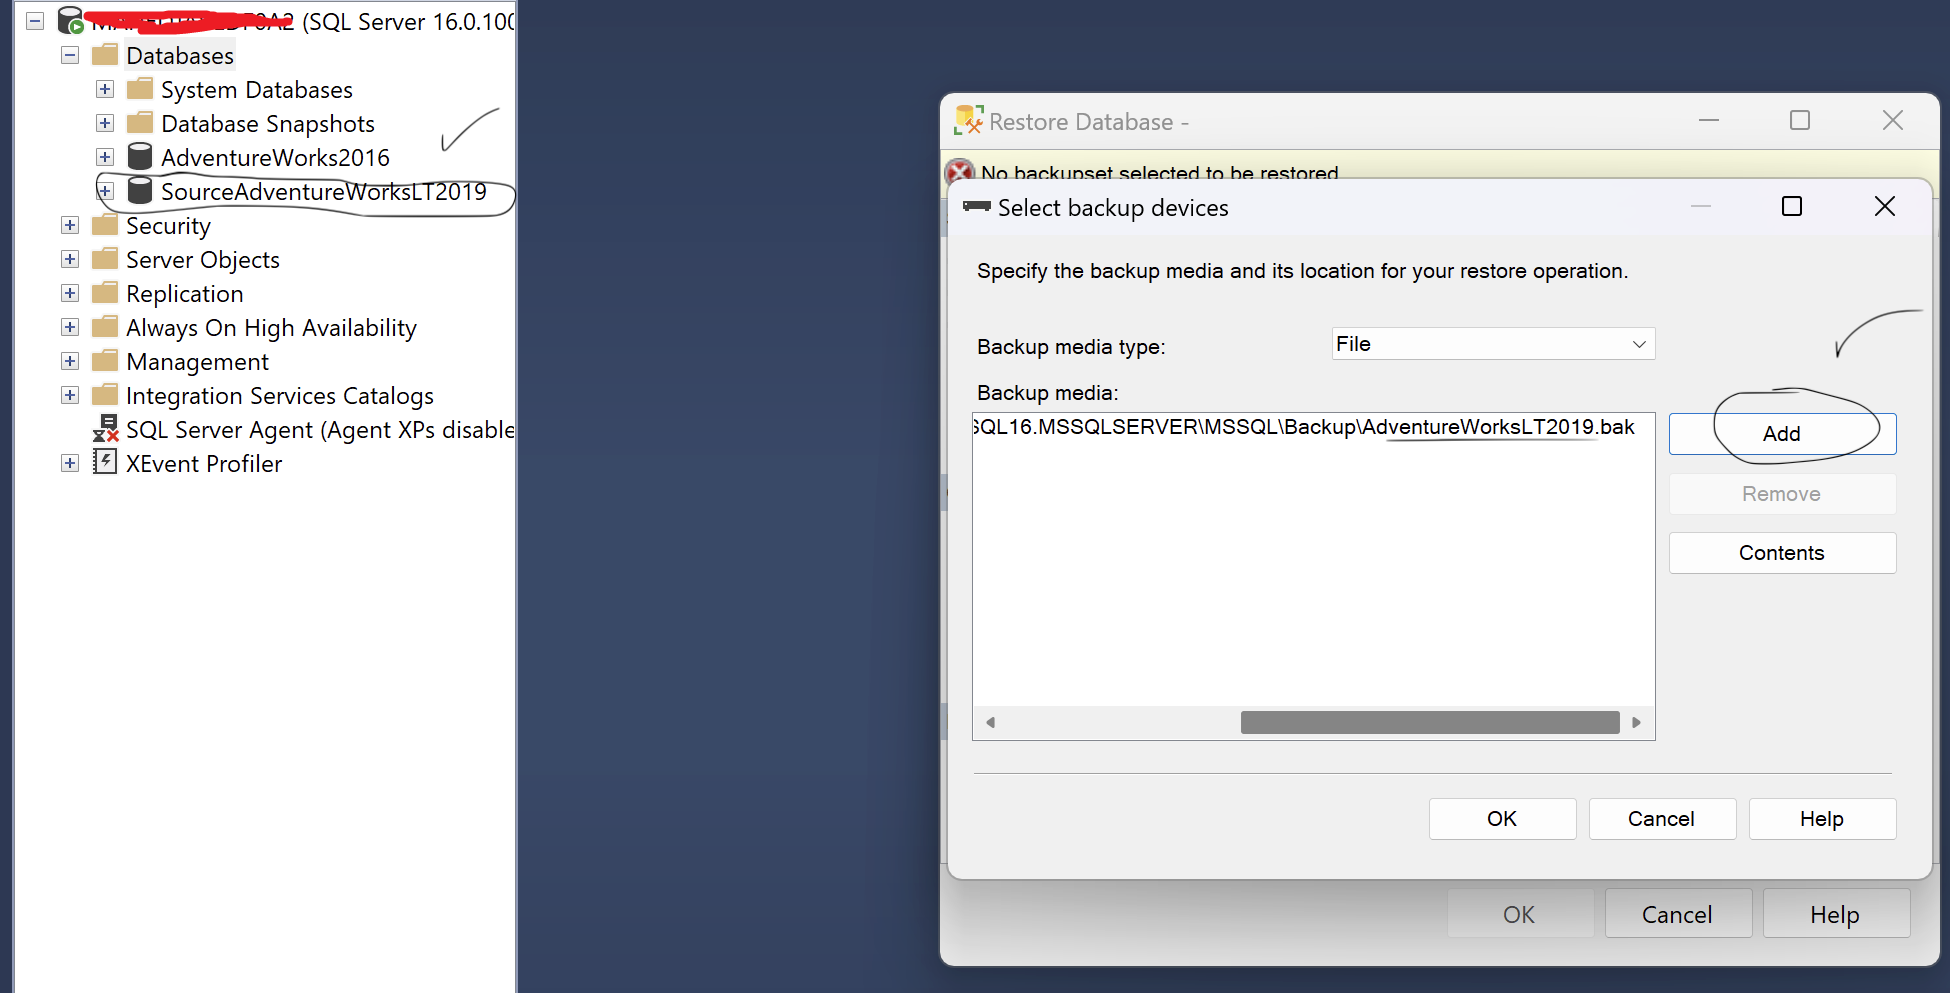 (SQL Server 16.0.100
Databases
System Databases
Database Snapshots
AdventureWorks2016
SourceAdventureWorksLT2019
Security
Server Objects
Replication
Always On High Availability
Management
Integration Services Catalogs
SQL Server Agent (Agent XPs disable
XEvent Profiler
Restore Database -
No backupset selected to be restored
Select backup devices
Specify the backup media and its location for your restore operation.
Backup media type:
File
Backup media:
SQL16.MSSQLSERVER\MSSQL\Backup\AdventureWorksLT2019.bak
Add
Remove
Contents
OK
Cancel
Help
OK
Cancel
Help